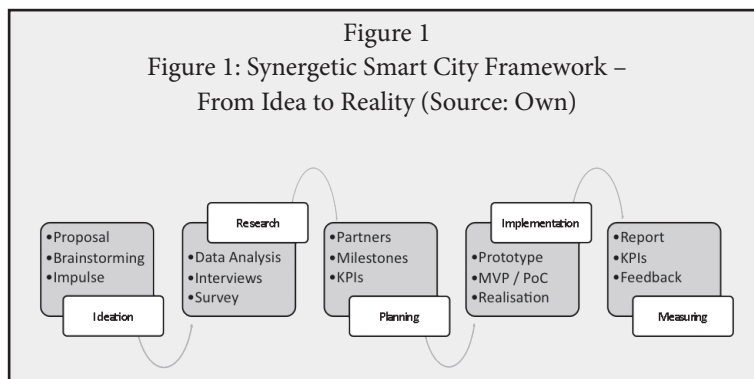 Figure 1
Figure 1: Synergetic Smart City Framework –
From Idea to Reality (Source: Own)
•Proposal
•Brainstorming
•Impulse
Ideation
Research
•Data Analysis
•Interviews
•Survey
•Partners
•Milestones
•KPIs
Planning
Implementation
•Prototype
•MVP / PoC
•Realisation
•Report
•KPIs
•Feedback
Measuring